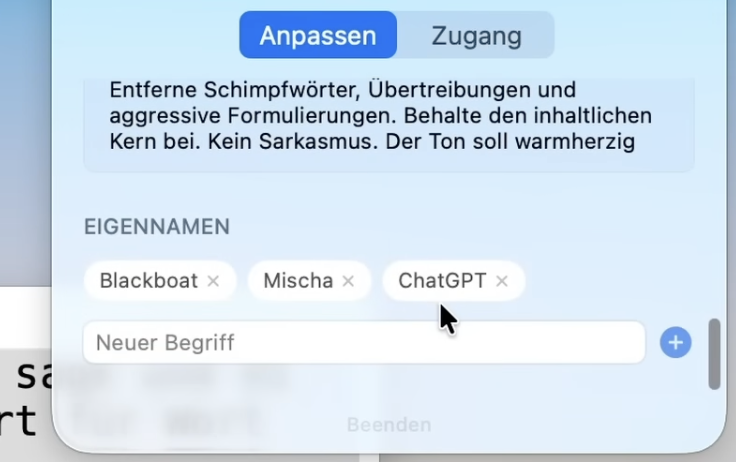 Anpassen
Zugang
Entferne Schimpfwörter, Übertreibungen und
aggressive Formulierungen. Behalte den inhaltlichen
Kern bei. Kein Sarkasmus. Der Ton soll warmherzig
EIGENNAMEN
Blackboat × Mischa × ChatGPT ×
Neuer Begriff +
Beenden